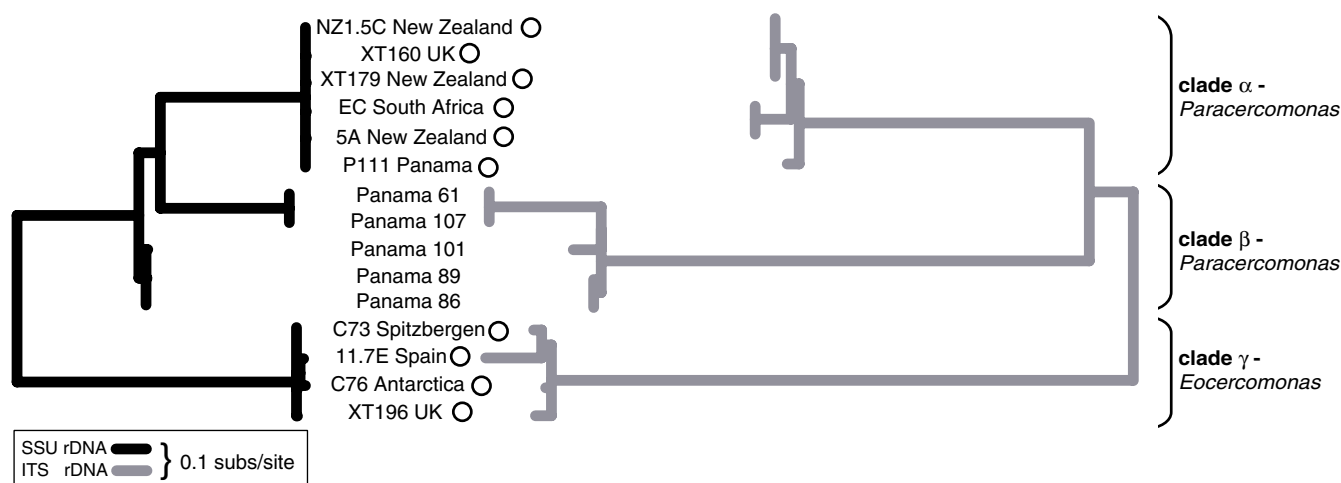 NZ1.5C New Zealand
XT160 UK
XT179 New Zealand
EC South Africa
5A New Zealand
P111 Panama
Panama 61
Panama 107
Panama 101
Panama 89
Panama 86
C73 Spitzbergen
11.7E Spain
C76 Antarctica
XT196 UK
clade α -
Paracercomonas
clade β -
Paracercomonas
clade γ -
Eocercomonas
SSU rDNA
ITS rDNA
0.1 subs/site